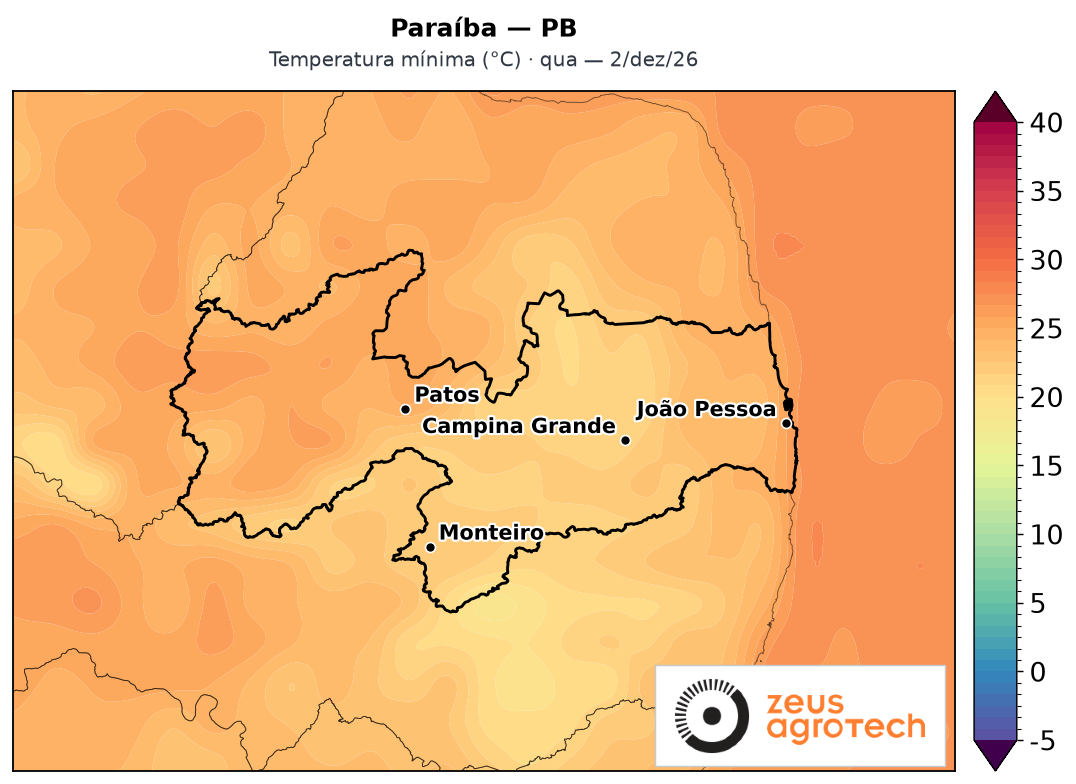 Paraíba — PB
Temperatura mínima (°C) · qua — 2/dez/26
40
35
30
25
20
15
10
5
0
-5
Patos
Campina Grande
João Pessoa
Monteiro
zeus
agrotech